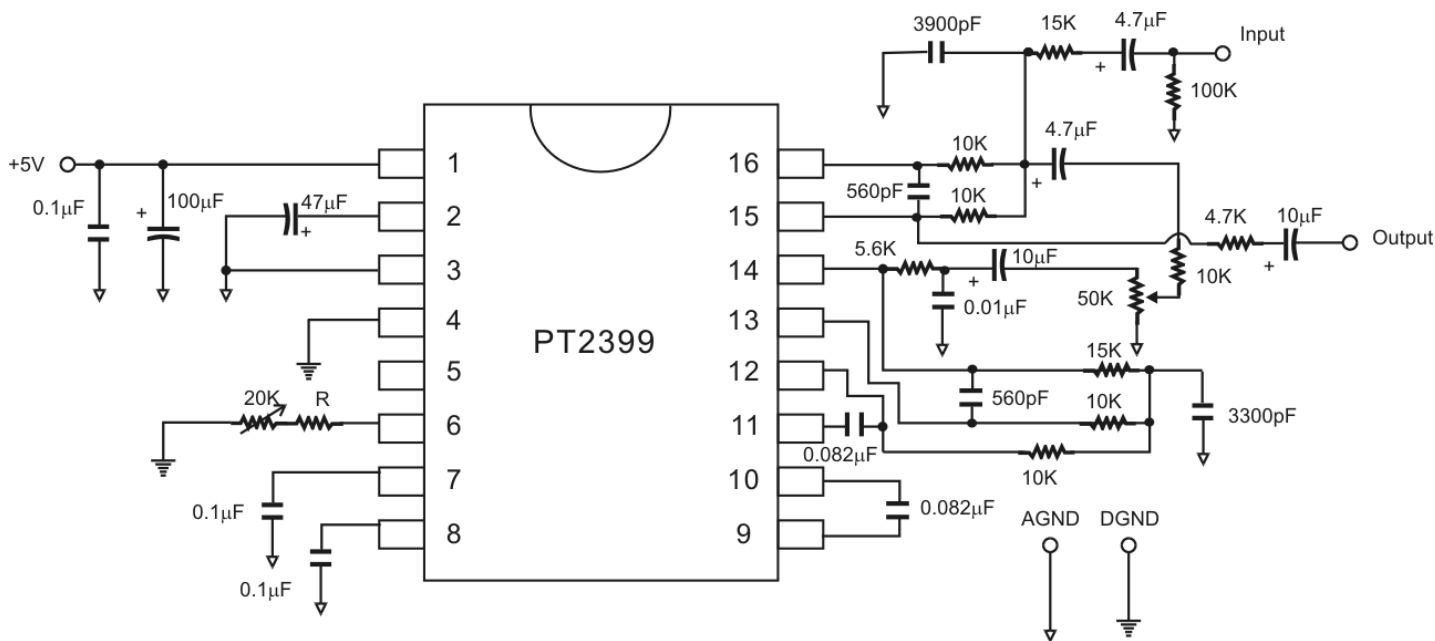 3900pF
15K
4.7μF
Input
+
100K
+5V
1
16
10K
4.7μF
0.1μF
+
100μF
47μF
+
2
560pF
10K
+
15
4.7K
10μF
Output
+
3
14
5.6K
10μF
+
0.01μF
50K
10K
4
PT2399
13
5
12
15K
560pF
10K
3300pF
20K
R
6
11
0.082μF
10K
7
10
0.082μF
0.1μF
8
9
AGND
DGND
0.1μF